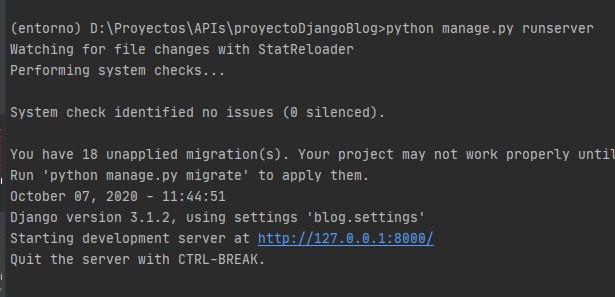 (entorno) D:\Proyectos\APIs\proyectoDjangoBlog>python manage.py runserver
Watching for file changes with StatReloader
Performing system checks...
System check identified no issues (0 silenced).
You have 18 unapplied migration(s). Your project may not work properly until
Run 'python manage.py migrate' to apply them.
October 07, 2020 - 11:44:51
Django version 3.1.2, using settings 'blog.settings'
Starting development server at http://127.0.0.1:8000/
Quit the server with CTRL-BREAK.